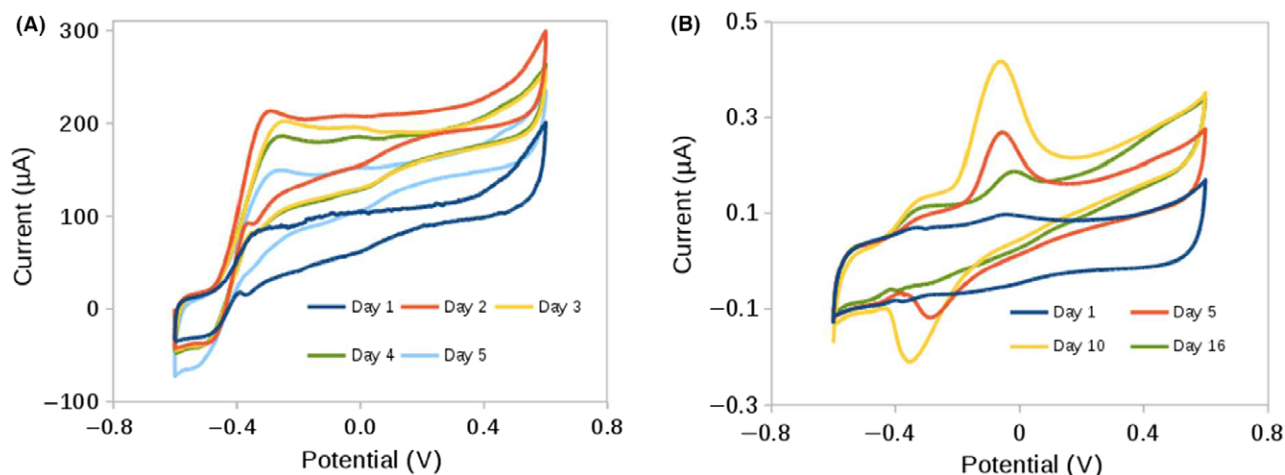 (A)
300
200
100
0
−100
Current (µA)
−0.8 −0.4 0.0 0.4 0.8
Potential (V)
Day 1 Day 2 Day 3
Day 4 Day 5
(B)
0.5
0.3
0.1
−0.1
−0.3
Current (µA)
−0.8 −0.4 0 0.4 0.8
Potential (V)
Day 1 Day 5
Day 10 Day 16